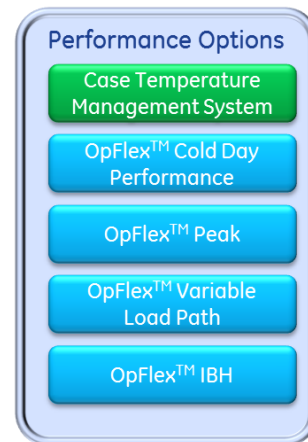 Performance Options
Case Temperature
Management System
OpFlex™ Cold Day
Performance
OpFlex™ Peak
OpFlex™ Variable
Load Path
OpFlex™ IBH